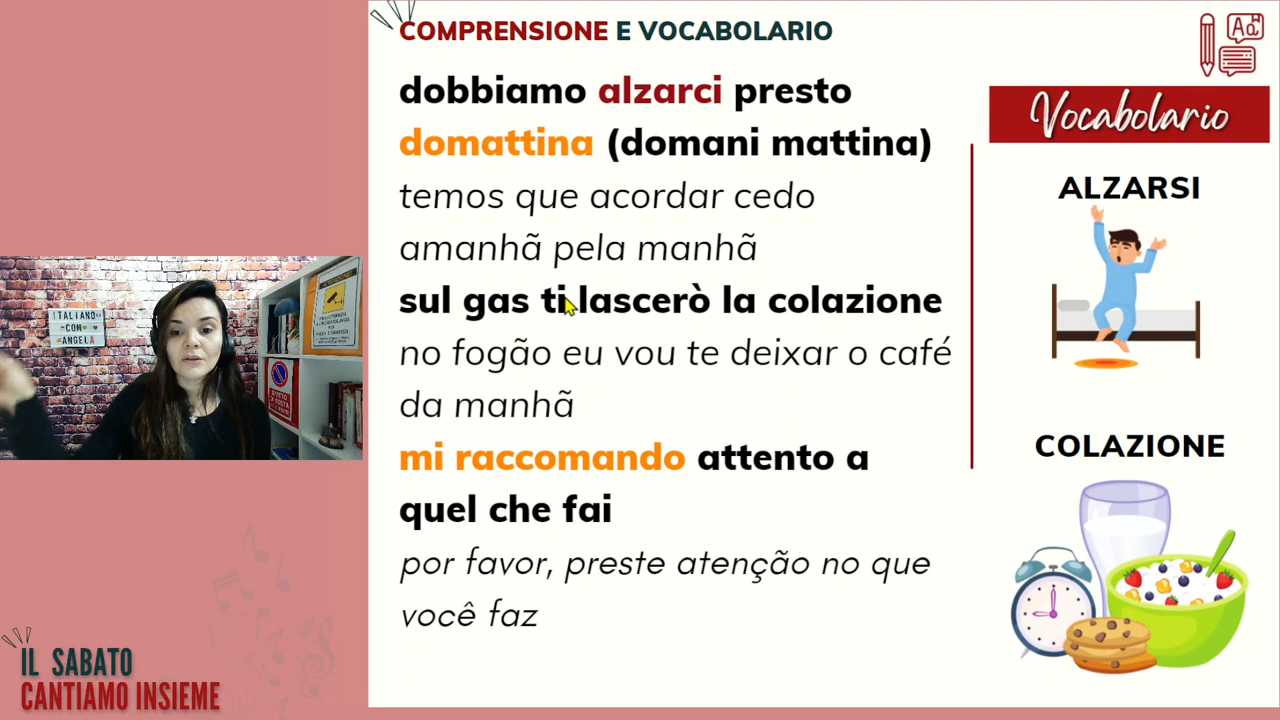 COMPRENSIONE E VOCABOLARIO
dobbiamo alzarci presto
domattina (domani mattina)
temos que acordar cedo
amanhã pela manhã
sul gas ti lascerò la colazione
no fogão eu vou te deixar o café
da manhã
mi raccomando attento a
quel che fai
por favor, preste atenção no que
você faz
Ad
Vocabolario
ALZARSI
COLAZIONE
ITALIANO
CON
ANGELA
IL SABATO
CANTIAMO INSIEME